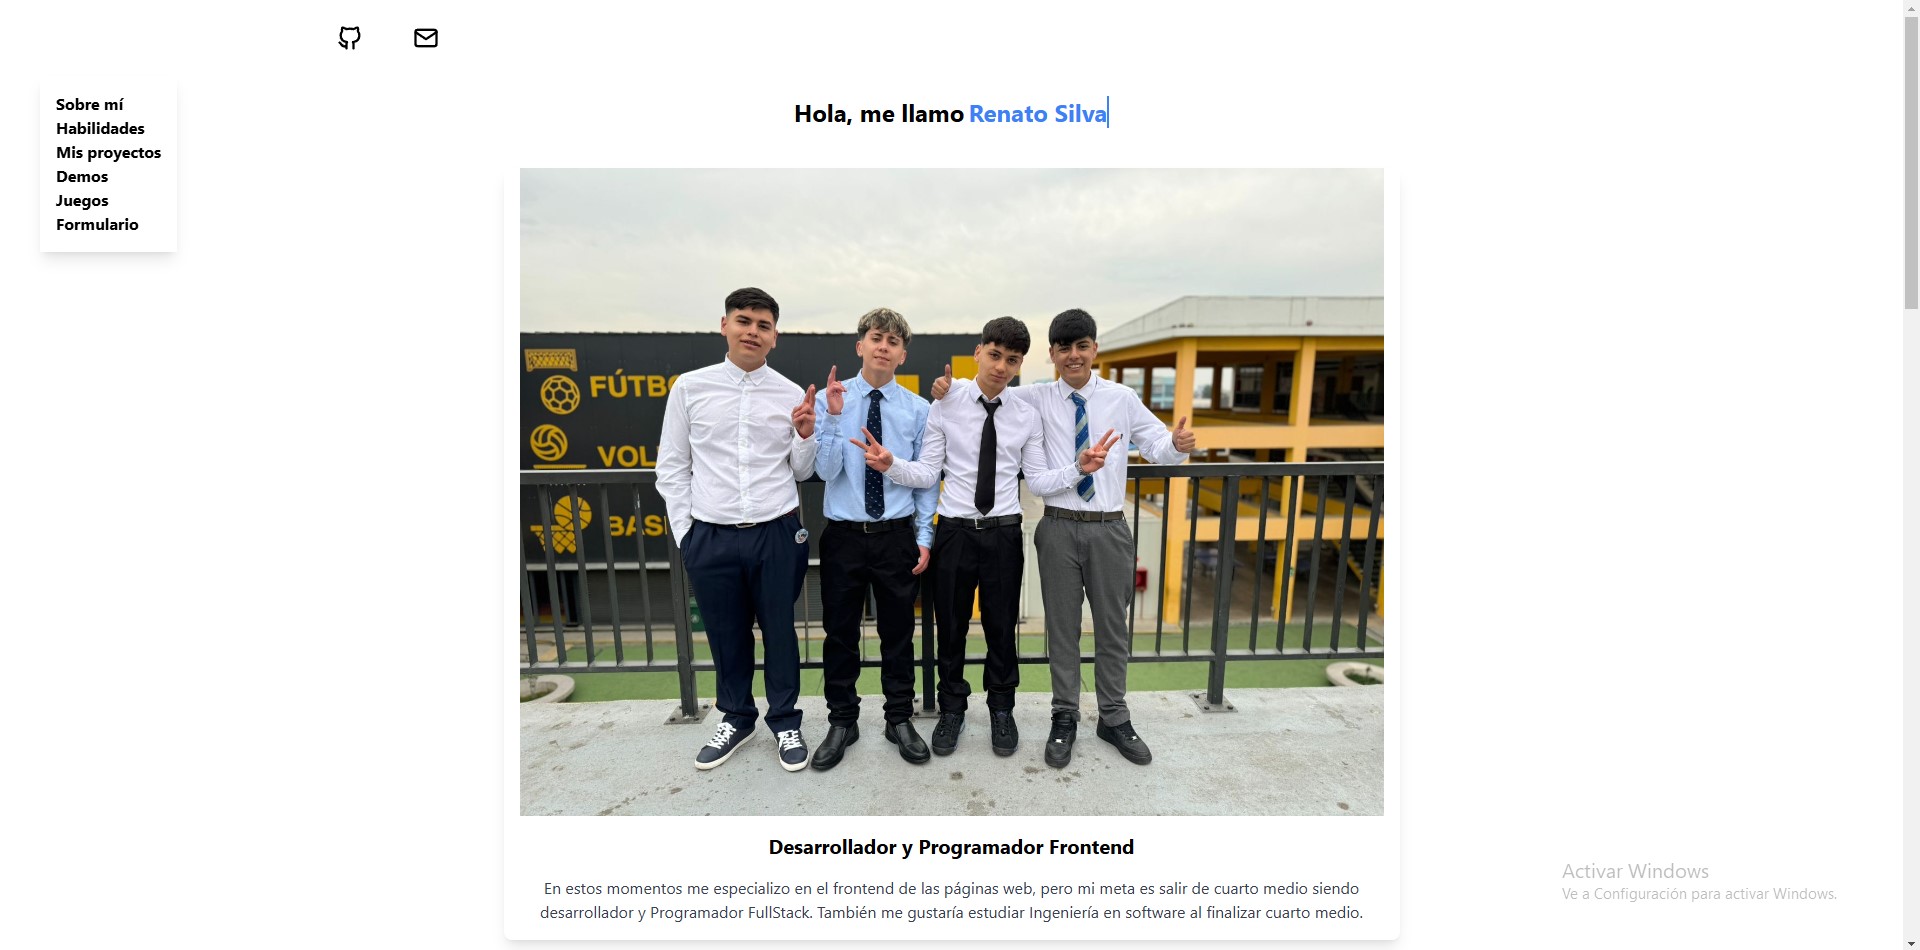 Sobre mí
Habilidades
Mis proyectos
Demos
Juegos
Formulario
Hola, me llamo Renato Silva
FÚTB
VOL
BAS
Desarrollador y Programador Frontend
En estos momentos me especializo en el frontend de las páginas web, pero mi meta es salir de cuarto medio siendo
desarrollador y Programador FullStack. También me gustaría estudiar Ingeniería en software al finalizar cuarto medio.
Activar Windows
Ve a Configuración para activar Windows.